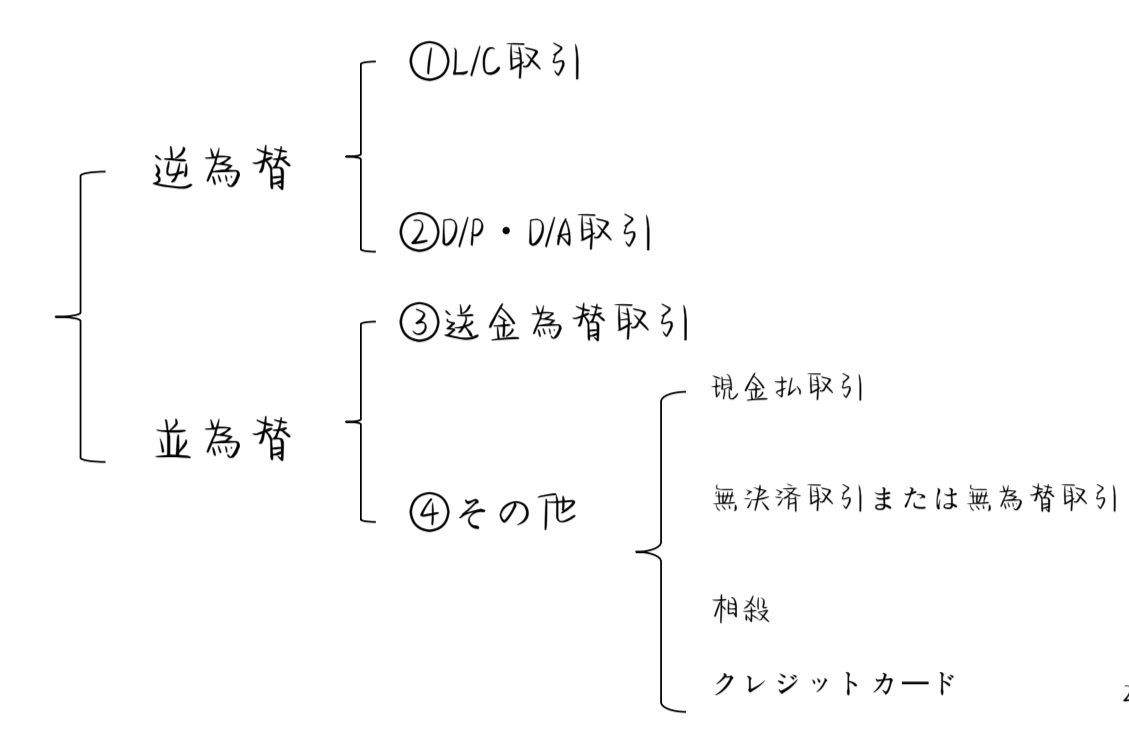 ①L/C取引
逆為替
②D/P・D/A取引
③送金為替取引
現金払取引
並為替
無決済取引または無為替取引
④その他
相殺
クレジットカード